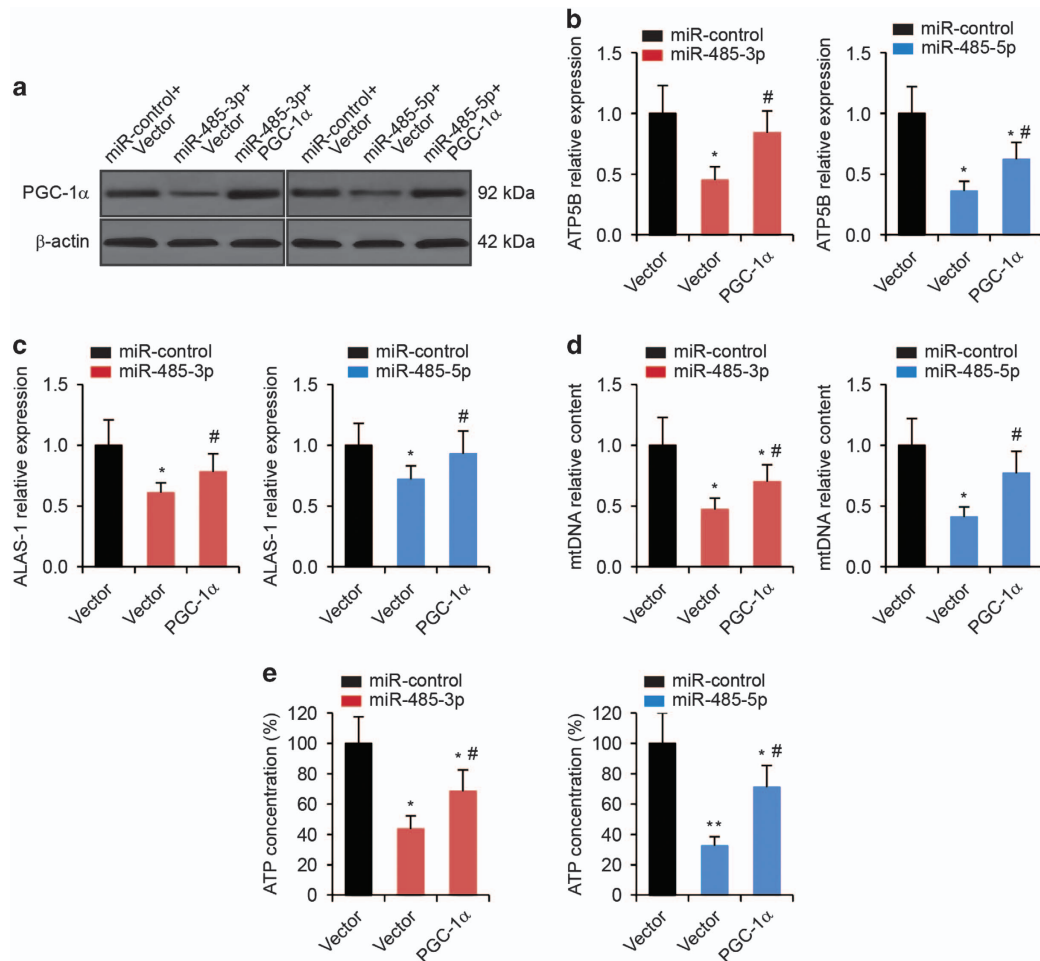 a
miR-control+
Vector
miR-485-3p+
Vector
miR-485-3p+
PGC-1α
miR-control+
Vector
miR-485-5p+
Vector
miR-485-5p+
PGC-1α
PGC-1α
92 kDa
β-actin
42 kDa
b
miR-control
miR-485-3p
ATP5B relative expression
1.5
1.0
0.5
0.0
*
#
Vector
Vector
PGC-1α
miR-control
miR-485-5p
ATP5B relative expression
1.5
1.0
0.5
0.0
*
* #
Vector
Vector
PGC-1α
c
miR-control
miR-485-3p
ALAS-1 relative expression
1.5
1.0
0.5
0.0
*
#
Vector
Vector
PGC-1α
miR-control
miR-485-5p
ALAS-1 relative expression
1.5
1.0
0.5
0.0
*
#
Vector
Vector
PGC-1α
d
miR-control
miR-485-3p
mtDNA relative content
1.5
1.0
0.5
0.0
*
* #
Vector
Vector
PGC-1α
miR-control
miR-485-5p
mtDNA relative content
1.5
1.0
0.5
0.0
*
#
Vector
Vector
PGC-1α
e
miR-control
miR-485-3p
ATP concentration (%)
120
100
80
60
40
20
0
*
* #
Vector
Vector
PGC-1α
miR-control
miR-485-5p
ATP concentration (%)
120
100
80
60
40
20
0
**
* #
Vector
Vector
PGC-1α